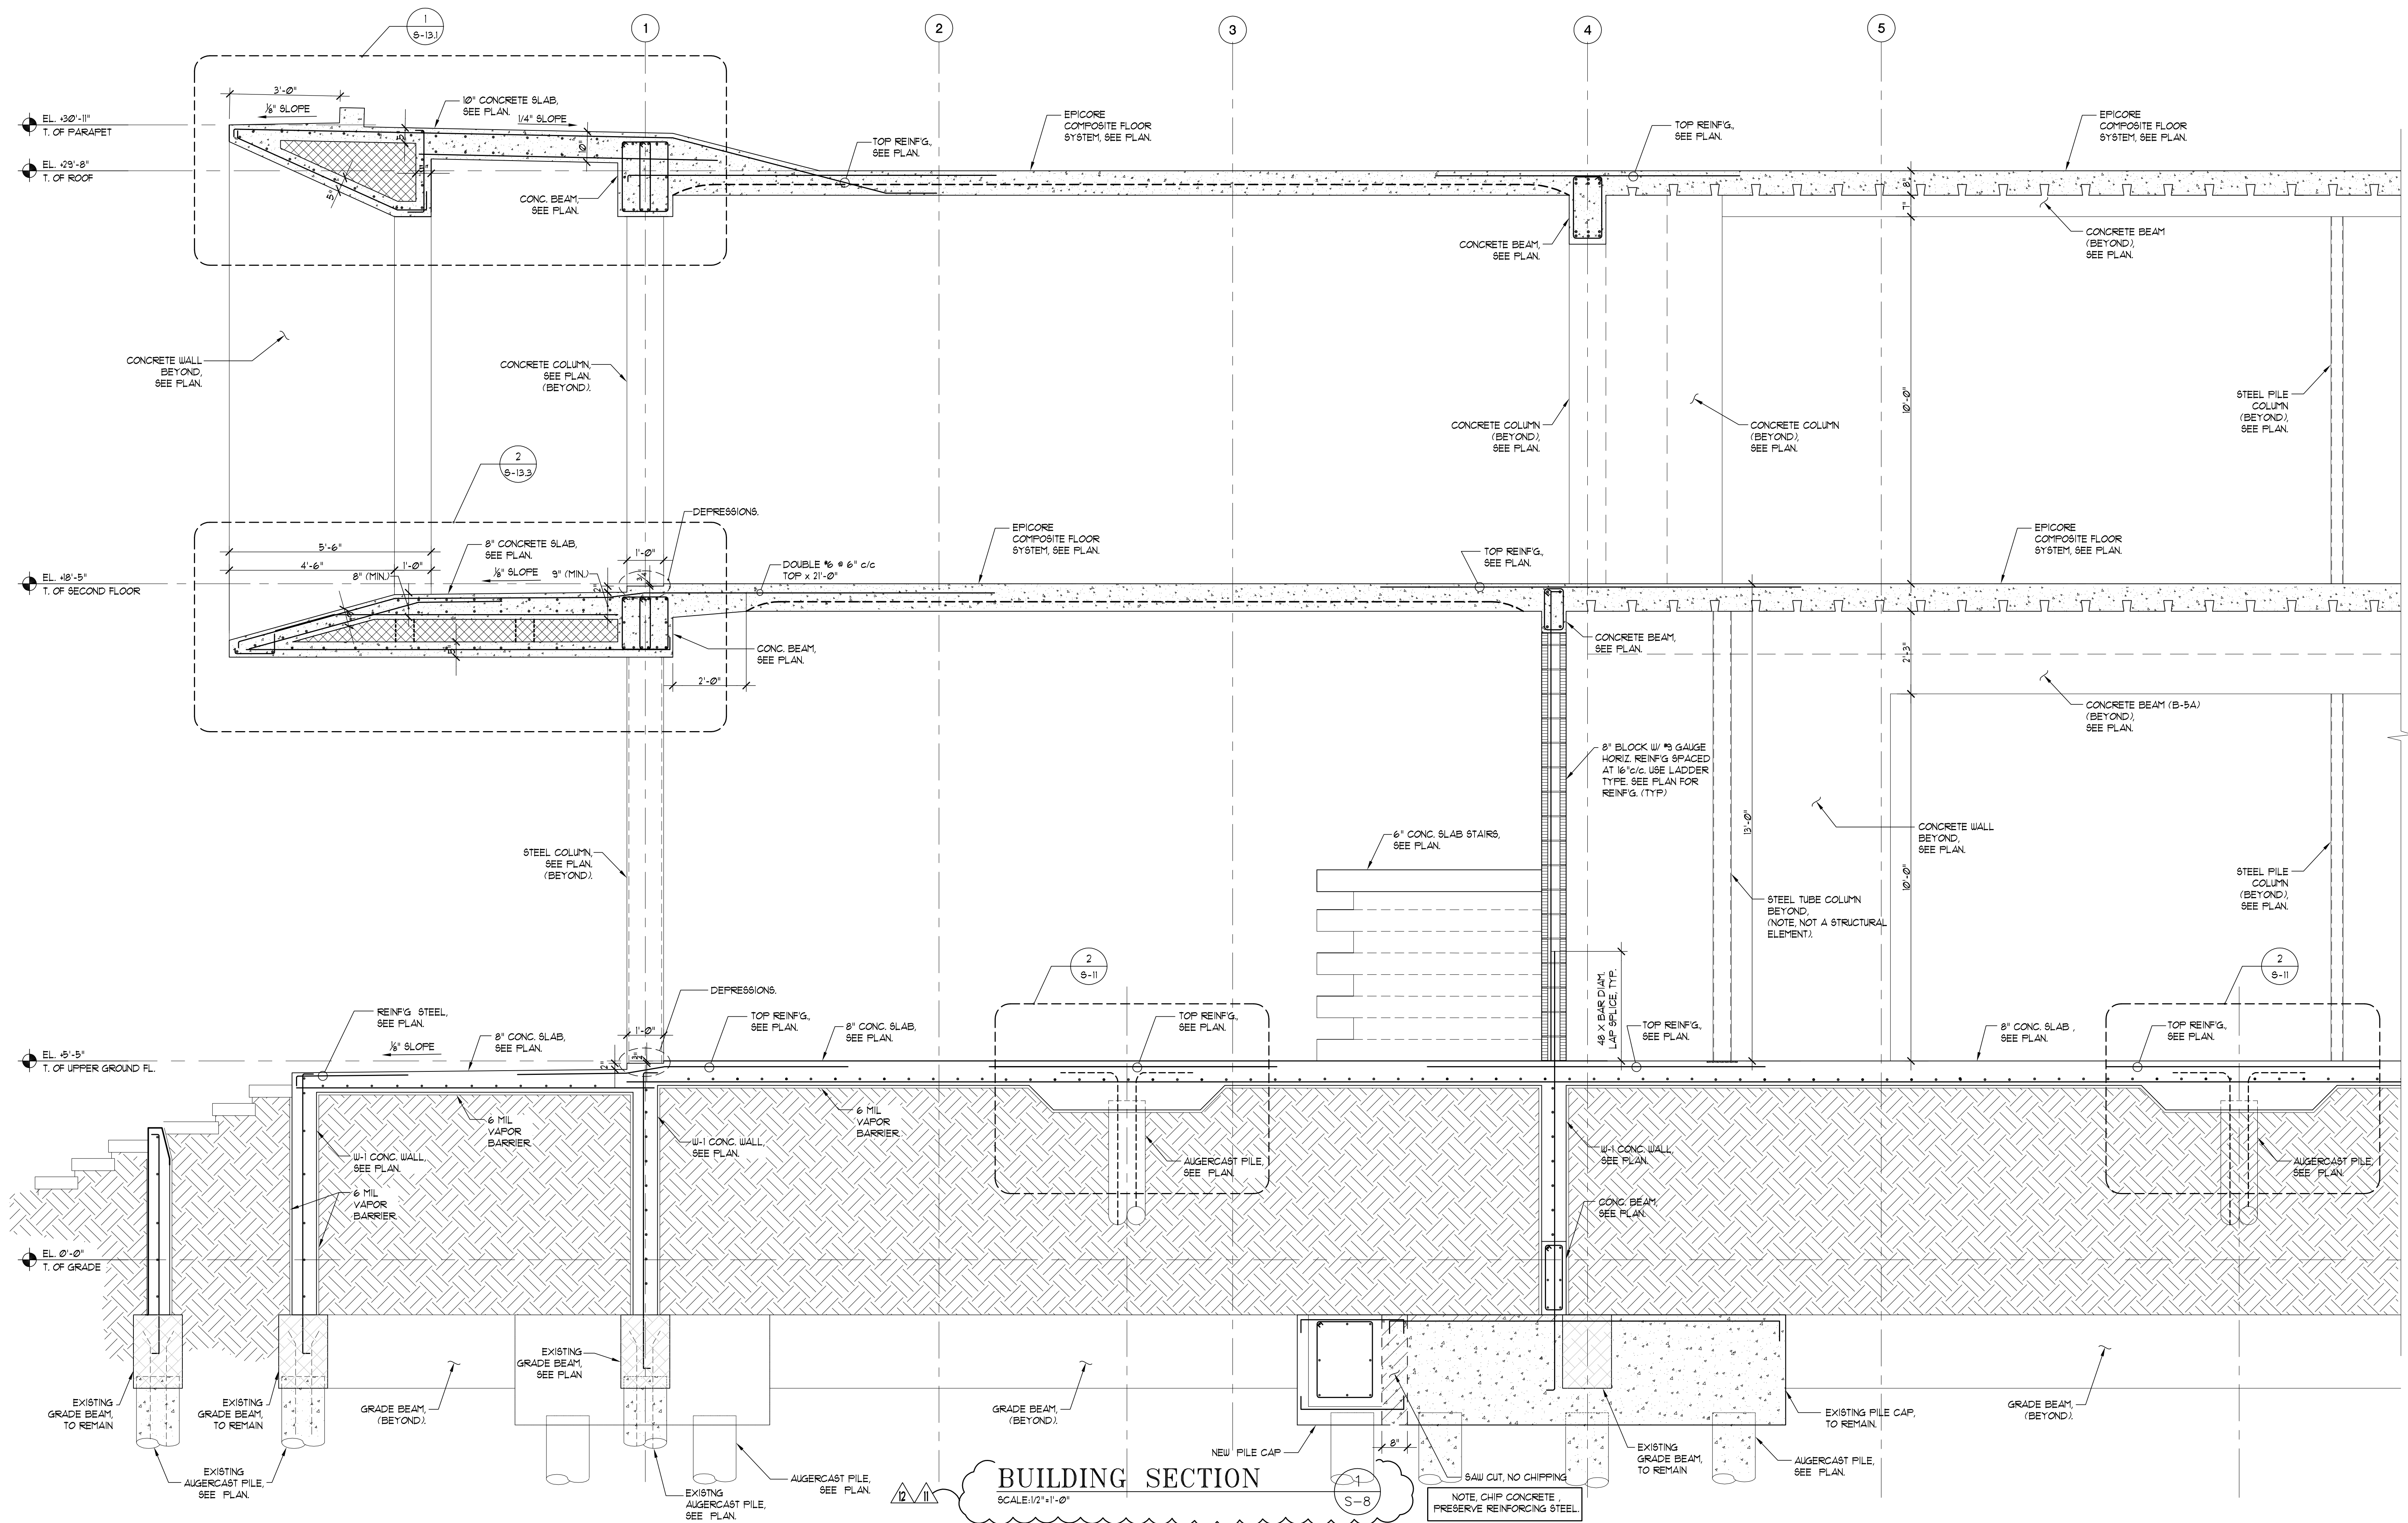 1
S-13.1
1
2
3
4
5
3'-0"
⅛" SLOPE
10" CONCRETE SLAB,
SEE PLAN.
1/4" SLOPE
EL. +30'-11"
T. OF PARAPET
EL. +29'-8"
T. OF ROOF
5"
10"
TOP REINF'G.,
SEE PLAN.
EPICORE
COMPOSITE FLOOR
SYSTEM, SEE PLAN.
TOP REINF'G.,
SEE PLAN.
EPICORE
COMPOSITE FLOOR
SYSTEM, SEE PLAN.
8"
7"
CONC. BEAM,
SEE PLAN.
CONCRETE BEAM,
SEE PLAN.
CONCRETE BEAM
(BEYOND),
SEE PLAN.
CONCRETE WALL
BEYOND,
SEE PLAN.
CONCRETE COLUMN,
SEE PLAN.
(BEYOND).
CONCRETE COLUMN
(BEYOND),
SEE PLAN.
CONCRETE COLUMN
(BEYOND),
SEE PLAN.
10'-0"
STEEL PILE
COLUMN
(BEYOND),
SEE PLAN.
2
S-13.3
DEPRESSIONS.
5'-6"
4'-6"
1'-0"
8" (MIN.)
8" CONCRETE SLAB,
SEE PLAN.
⅛" SLOPE
9" (MIN.)
1'-0"
2"
3/4"
DOUBLE #6 @ 6" c/c
TOP x 21'-0"
EPICORE
COMPOSITE FLOOR
SYSTEM, SEE PLAN.
TOP REINF'G.,
SEE PLAN.
EPICORE
COMPOSITE FLOOR
SYSTEM, SEE PLAN.
EL. +18'-5"
T. OF SECOND FLOOR
CONC. BEAM,
SEE PLAN.
2'-0"
CONCRETE BEAM,
SEE PLAN.
2'-3"
CONCRETE BEAM (B-5A)
(BEYOND),
SEE PLAN.
8" BLOCK W/ #9 GAUGE
HORIZ. REINF'G SPACED
AT 16"c/c. USE LADDER
TYPE. SEE PLAN FOR
REINF'G. (TYP)
13'-0"
CONCRETE WALL
BEYOND,
SEE PLAN.
6" CONC. SLAB STAIRS,
SEE PLAN.
STEEL COLUMN,
SEE PLAN.
(BEYOND).
10'-0"
STEEL PILE
COLUMN
(BEYOND),
SEE PLAN.
STEEL TUBE COLUMN
BEYOND,
(NOTE, NOT A STRUCTURAL
ELEMENT).
2
S-11
2
S-11
48 X BAR DIAM.
LAP SPLICE, TYP.
DEPRESSIONS.
REINF'G STEEL,
SEE PLAN.
⅛" SLOPE
8" CONC. SLAB,
SEE PLAN.
1'-0"
2"
TOP REINF'G.,
SEE PLAN.
8" CONC. SLAB,
SEE PLAN.
TOP REINF'G.,
SEE PLAN.
TOP REINF'G.,
SEE PLAN.
8" CONC. SLAB ,
SEE PLAN.
TOP REINF'G.,
SEE PLAN.
EL. +5'-5"
T. OF UPPER GROUND FL.
6 MIL
VAPOR
BARRIER.
6 MIL
VAPOR
BARRIER.
W-1 CONC. WALL,
SEE PLAN.
W-1 CONC. WALL,
SEE PLAN.
W-1 CONC. WALL,
SEE PLAN.
AUGERCAST PILE,
SEE PLAN.
AUGERCAST PILE,
SEE PLAN.
6 MIL
VAPOR
BARRIER.
CONC. BEAM,
SEE PLAN.
EL. 0'-0"
T. OF GRADE
EXISTING
GRADE BEAM,
SEE PLAN
EXISTING
GRADE BEAM,
TO REMAIN
EXISTING
GRADE BEAM,
TO REMAIN
GRADE BEAM,
(BEYOND).
GRADE BEAM,
(BEYOND).
GRADE BEAM,
(BEYOND).
EXISTING PILE CAP,
TO REMAIN.
NEW PILE CAP
8"
EXISTING
GRADE BEAM,
TO REMAIN
AUGERCAST PILE,
SEE PLAN.
EXISTING
AUGERCAST PILE,
SEE PLAN.
EXISTNG
AUGERCAST PILE,
SEE PLAN.
AUGERCAST PILE,
SEE PLAN.
12
11
BUILDING SECTION
SCALE:1/2"=1'-0"
1
S-8
SAW CUT, NO CHIPPING
NOTE, CHIP CONCRETE ,
PRESERVE REINFORCING STEEL.